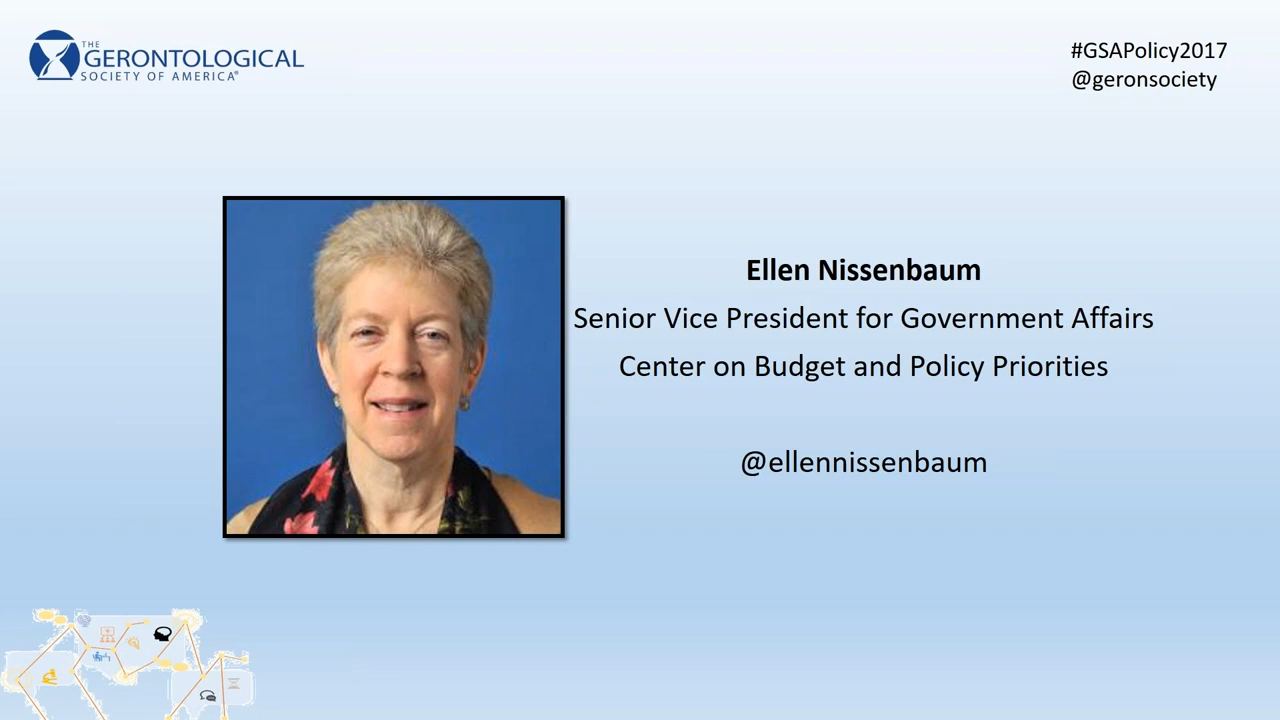 THE
GERONTOLOGICAL
SOCIETY OF AMERICA®
#GSAPolicy2017
@geronsociety
Ellen Nissenbaum
Senior Vice President for Government Affairs
Center on Budget and Policy Priorities
@ellennissenbaum